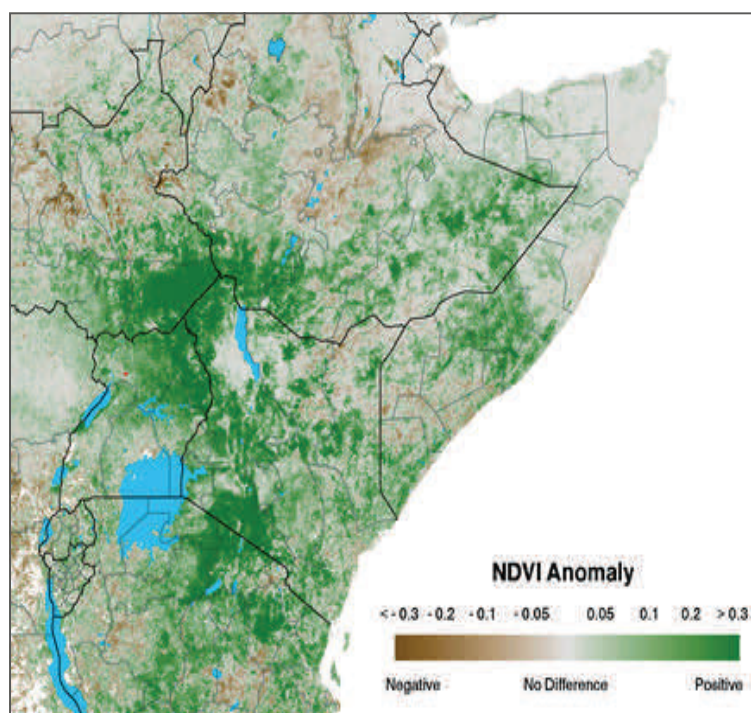 NDVI Anomaly
< - 0.3 - 0.2 - 0.1 - 0.05 0.05 0.1 0.2 > 0.3
Negative No Difference Positive